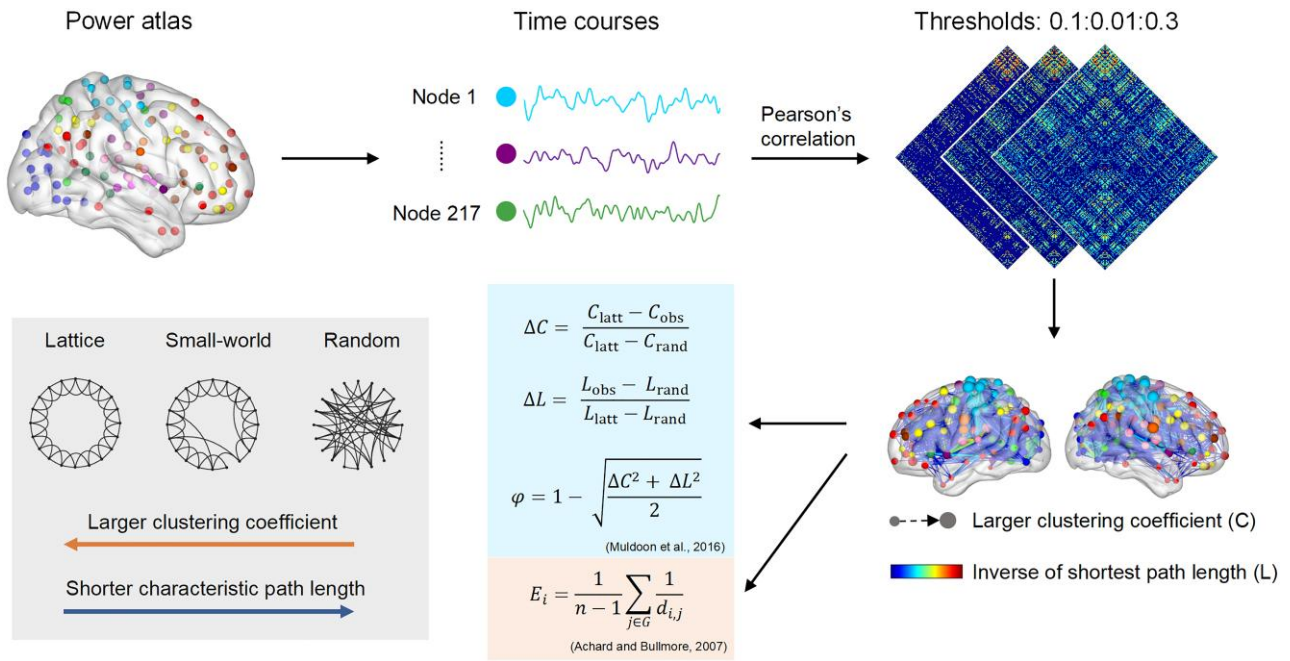 Power atlas
Time courses
Thresholds: 0.1:0.01:0.3
Node 1
Node 217
Pearson's
correlation
Lattice
Small-world
Random
Larger clustering coefficient
Shorter characteristic path length
ΔC = (C_latt − C_obs) / (C_latt − C_rand)
ΔL = (L_obs − L_rand) / (L_latt − L_rand)
φ = 1 − √((ΔC² + ΔL²) / 2)
(Muldoon et al., 2016)
E_i = 1/(n − 1) ∑_{j∈G} 1/d_{i,j}
(Achard and Bullmore, 2007)
Larger clustering coefficient (C)
Inverse of shortest path length (L)